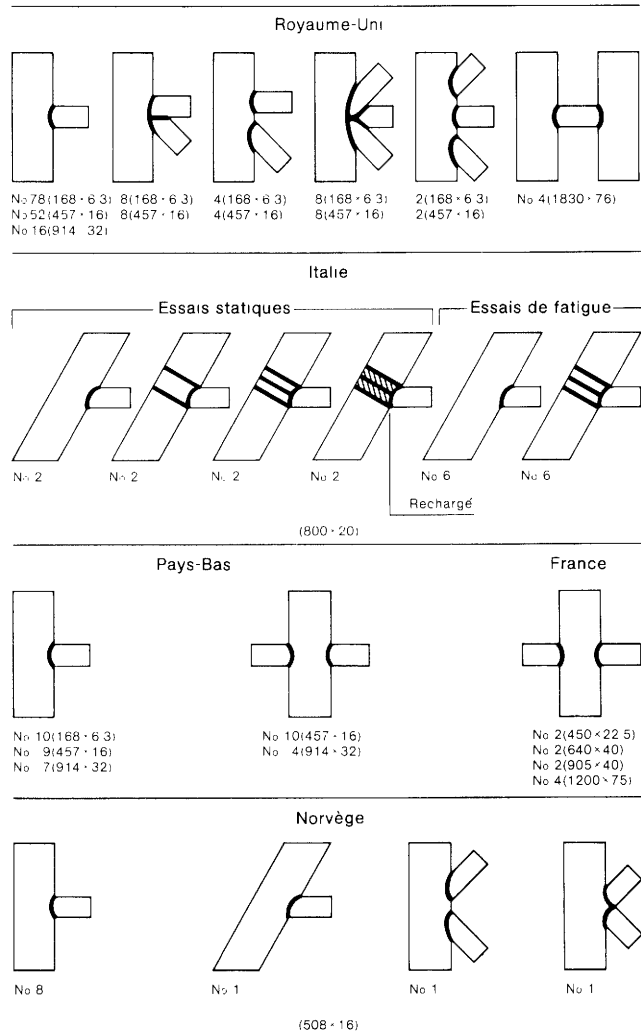 Royaume-Uni
No 78(168×6 3) 8(168×6 3) 4(168×6 3) 8(168×6 3) 2(168×6 3) No 4(1830×76)
No 52(457×16) 8(457×16) 4(457×16) 8(457×16) 2(457×16)
No 16(914 32)
Italie
Essais statiques Essais de fatigue
No 2 No 2 No 2 No 2 No 6 No 6
Rechargé
(800×20)
Pays-Bas France
No 10(168×6 3) No 10(457×16) No 2(450×22 5)
No 9(457×16) No 4(914×32) No 2(640×40)
No 7(914×32) No 2(905×40)
No 4(1200×75)
Norvège
No 8 No 1 No 1 No 1
(508×16)